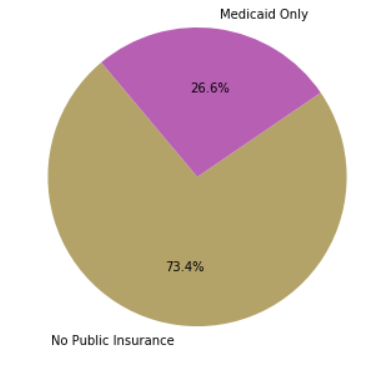 Medicaid Only
26.6%
73.4%
No Public Insurance